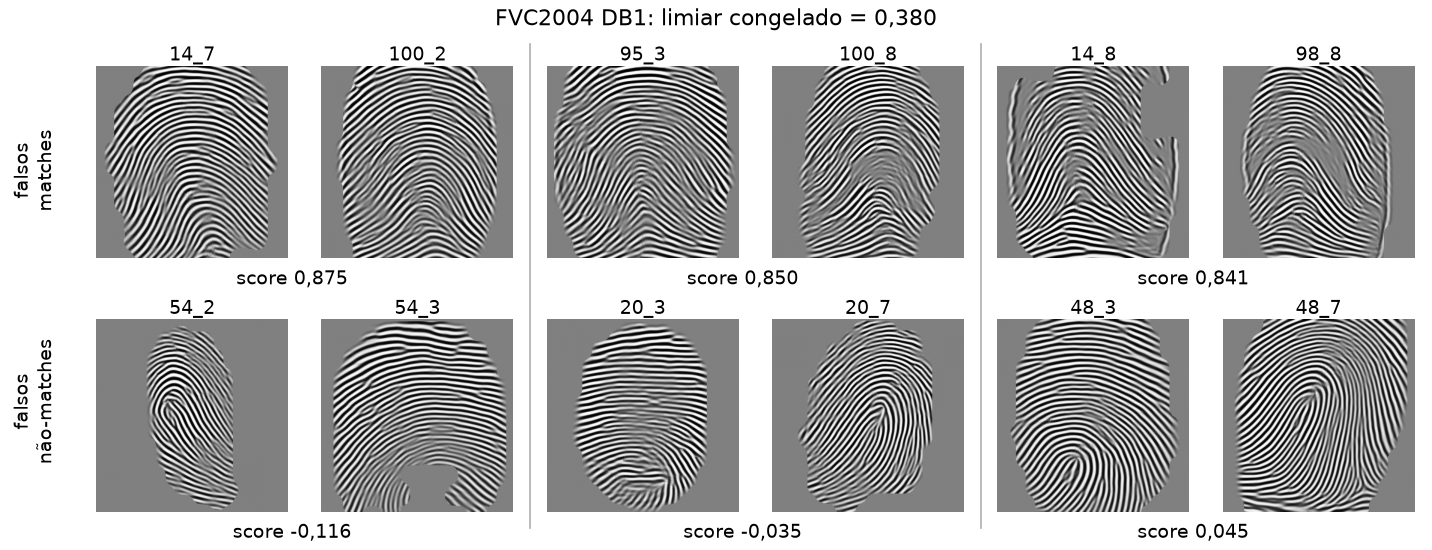 FVC2004 DB1: limiar congelado = 0,380
14_7 100_2 95_3 100_8 14_8 98_8
falsos
matches
score 0,875 score 0,850 score 0,841
54_2 54_3 20_3 20_7 48_3 48_7
falsos
não-matches
score -0,116 score -0,035 score 0,045